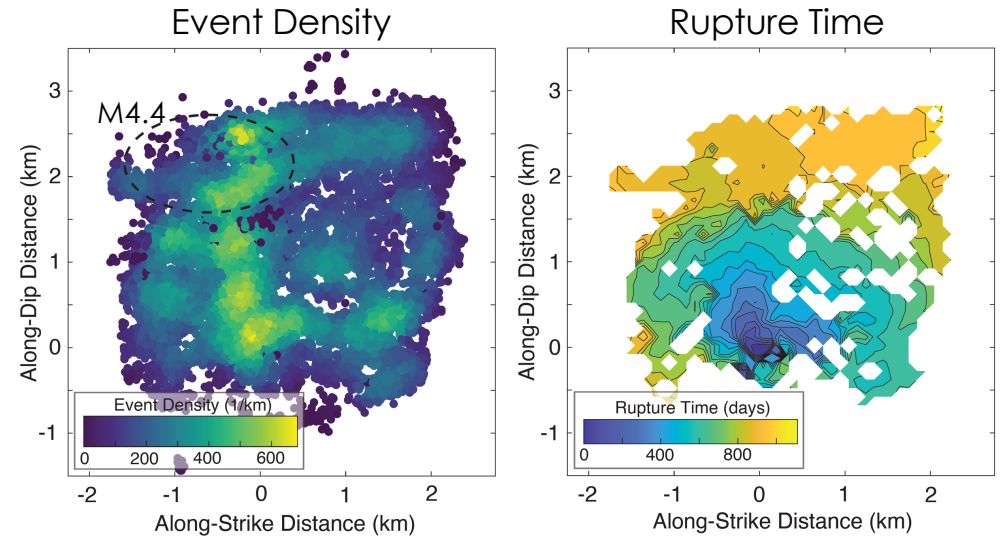 Event Density
M4.4
3
2
1
0
-1
Along-Dip Distance (km)
Event Density (1/km)
0 200 400 600
-2 -1 0 1 2
Along-Strike Distance (km)
Rupture Time
3
2
1
0
-1
Along-Dip Distance (km)
Rupture Time (days)
0 400 800
-2 -1 0 1 2
Along-Strike Distance (km)